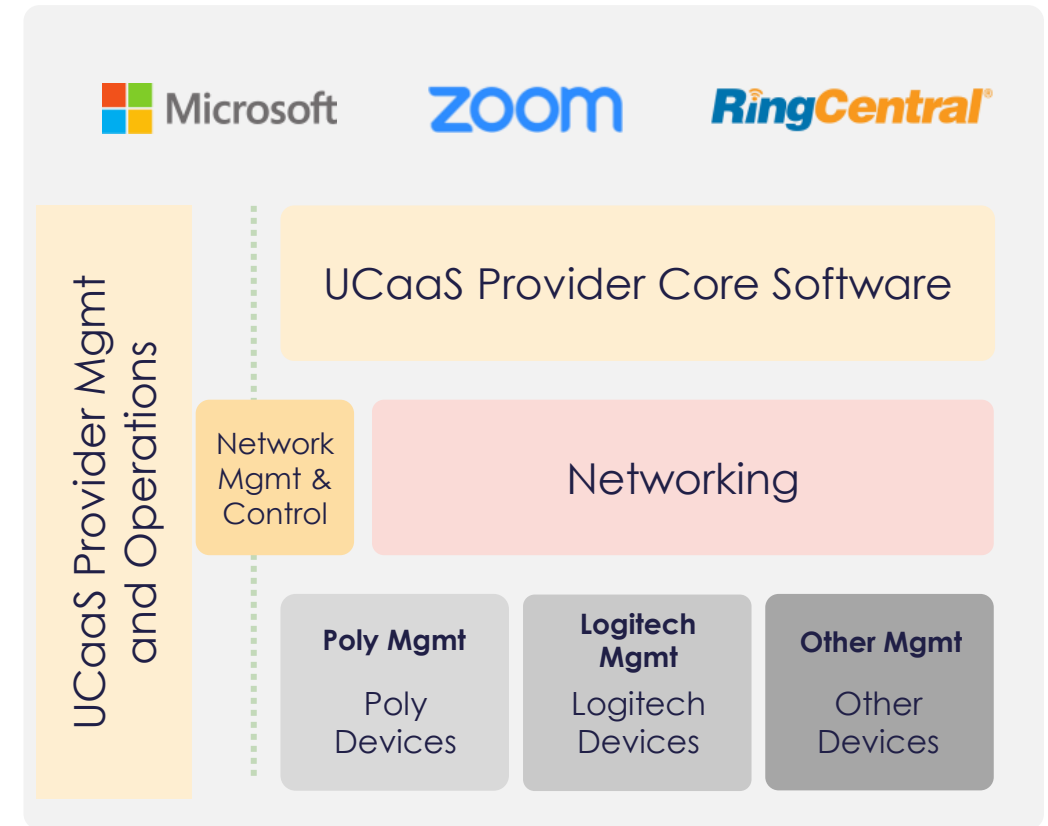 Microsoft
zoom
RingCentral®
UCaaS Provider Mgmt
and Operations
UCaaS Provider Core Software
Network
Mgmt &
Control
Networking
Poly Mgmt
Poly
Devices
Logitech
Mgmt
Logitech
Devices
Other Mgmt
Other
Devices